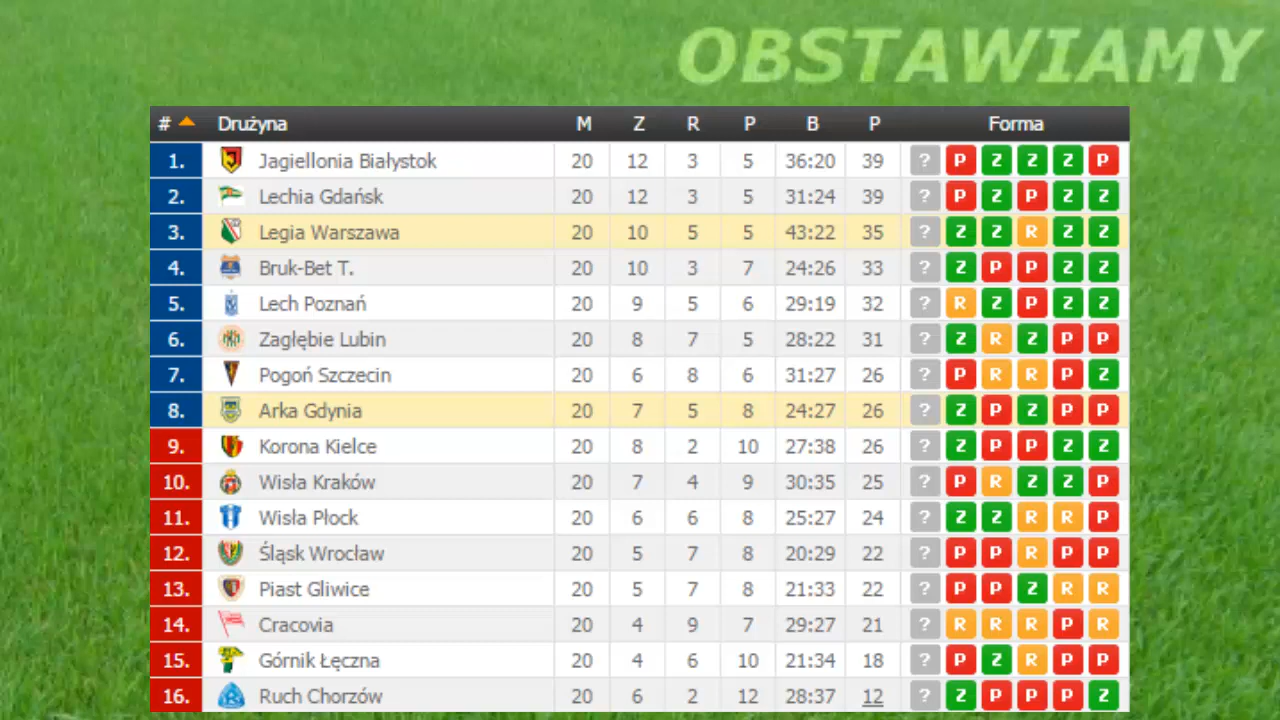 OBSTAWIAMY
# Drużyna M Z R P B P Forma
1. Jagiellonia Białystok 20 12 3 5 36:20 39 ? P Z Z Z P
2. Lechia Gdańsk 20 12 3 5 31:24 39 ? P Z P Z Z
3. Legia Warszawa 20 10 5 5 43:22 35 ? Z Z R Z Z
4. Bruk-Bet T. 20 10 3 7 24:26 33 ? Z P P Z Z
5. Lech Poznań 20 9 5 6 29:19 32 ? R Z P Z Z
6. Zagłębie Lubin 20 8 7 5 28:22 31 ? Z R Z P P
7. Pogoń Szczecin 20 6 8 6 31:27 26 ? P R R P Z
8. Arka Gdynia 20 7 5 8 24:27 26 ? Z P Z P P
9. Korona Kielce 20 8 2 10 27:38 26 ? Z P P Z Z
10. Wisła Kraków 20 7 4 9 30:35 25 ? P R Z Z P
11. Wisła Płock 20 6 6 8 25:27 24 ? Z Z R R P
12. Śląsk Wrocław 20 5 7 8 20:29 22 ? P P R P P
13. Piast Gliwice 20 5 7 8 21:33 22 ? P P Z R R
14. Cracovia 20 4 9 7 29:27 21 ? R R R P R
15. Górnik Łęczna 20 4 6 10 21:34 18 ? P Z R P P
16. Ruch Chorzów 20 6 2 12 28:37 12 ? Z P P P Z